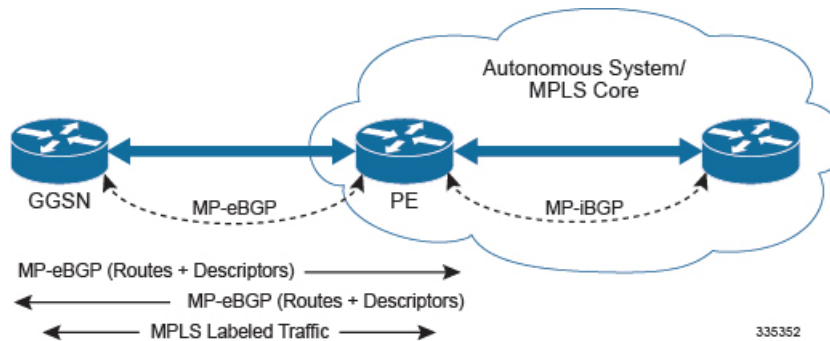 Autonomous System/
MPLS Core
GGSN
MP-eBGP
PE
MP-iBGP
MP-eBGP (Routes + Descriptors)
MP-eBGP (Routes + Descriptors)
MPLS Labeled Traffic
335352